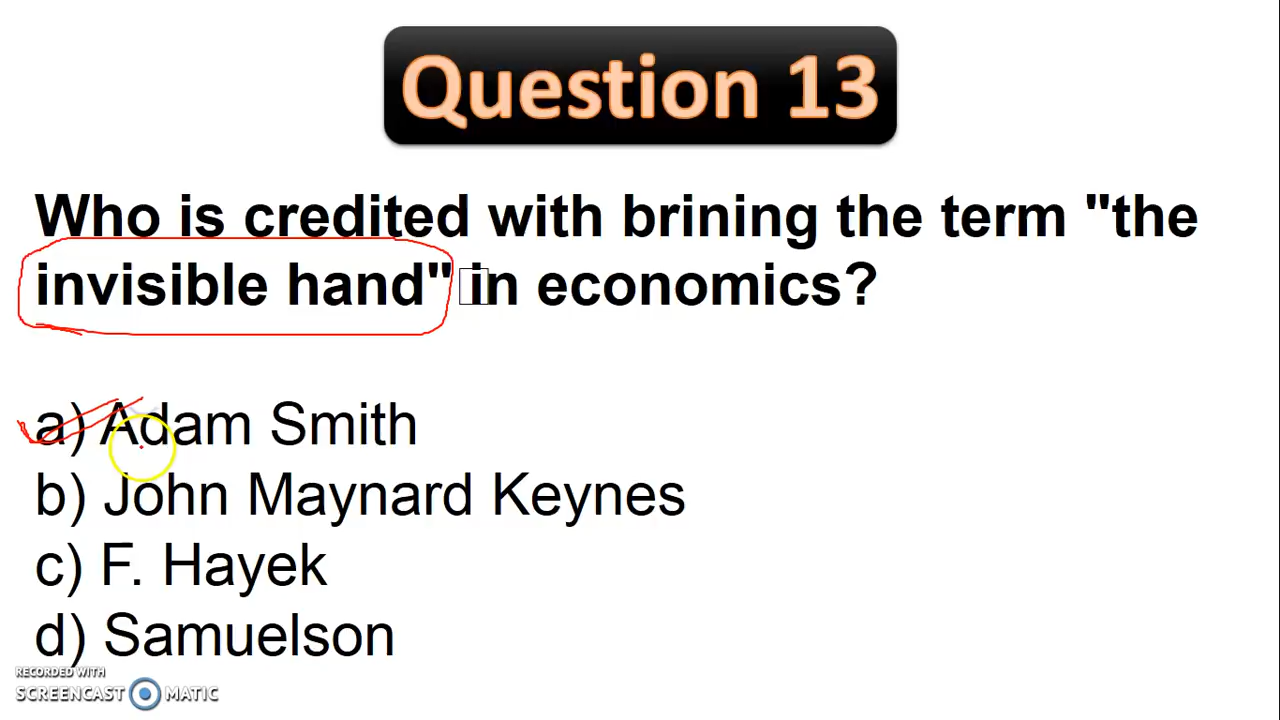 Question 13
Who is credited with brining the term "the
invisible hand" in economics?
a) Adam Smith
b) John Maynard Keynes
c) F. Hayek
d) Samuelson
RECORDED WITH
SCREENCAST MATIC